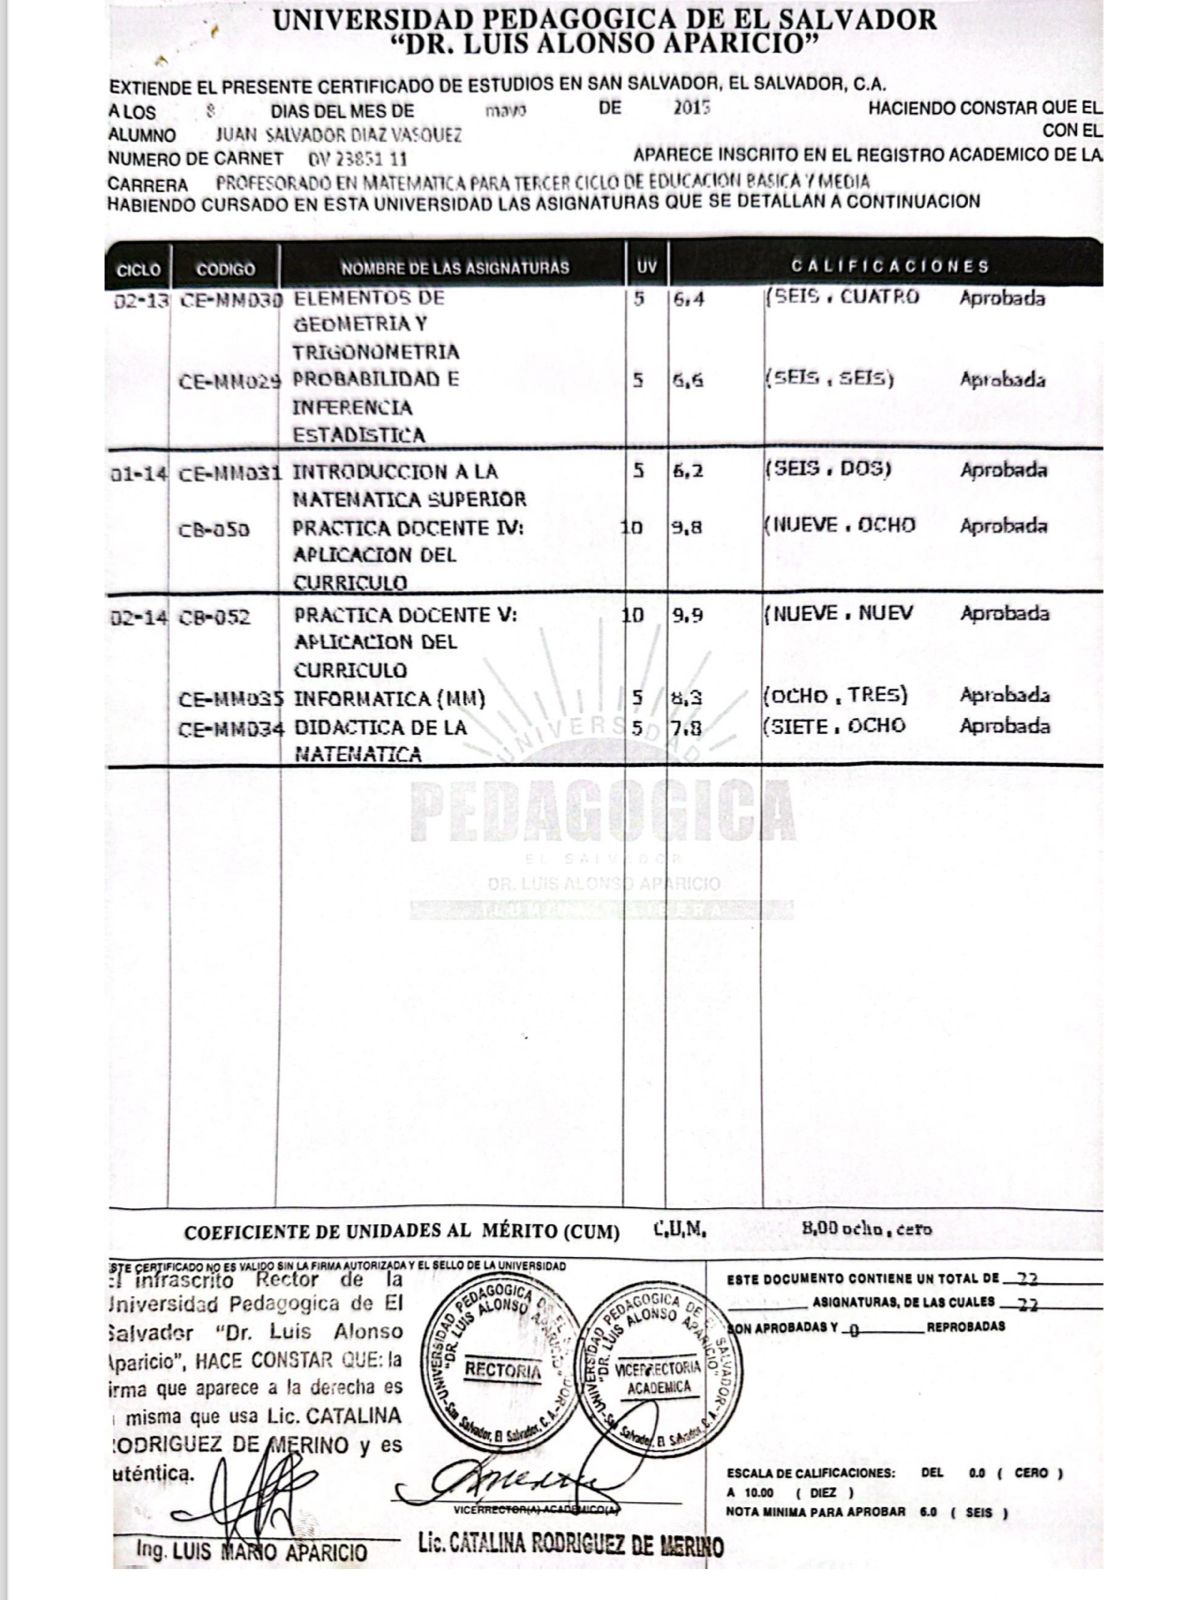 UNIVERSIDAD PEDAGOGICA DE EL SALVADOR
“DR. LUIS ALONSO APARICIO”
EXTIENDE EL PRESENTE CERTIFICADO DE ESTUDIOS EN SAN SALVADOR, EL SALVADOR, C.A.
A LOS 8 DIAS DEL MES DE mayo DE 2015 HACIENDO CONSTAR QUE EL
ALUMNO JUAN SALVADOR DIAZ VASQUEZ CON EL
NUMERO DE CARNET DV 23851 11 APARECE INSCRITO EN EL REGISTRO ACADEMICO DE LA
CARRERA PROFESORADO EN MATEMATICA PARA TERCER CICLO DE EDUCACION BASICA Y MEDIA
HABIENDO CURSADO EN ESTA UNIVERSIDAD LAS ASIGNATURAS QUE SE DETALLAN A CONTINUACION
CICLO CODIGO NOMBRE DE LAS ASIGNATURAS UV CALIFICACIONES
02-13 CE-MM030 ELEMENTOS DE 5 6,4 (SEIS , CUATRO Aprobada
GEOMETRIA Y
TRIGONOMETRIA
CE-MM029 PROBABILIDAD E 5 6,6 (SEIS , SEIS) Aprobada
INFERENCIA
ESTADISTICA
01-14 CE-MM031 INTRODUCCION A LA 5 6,2 (SEIS , DOS) Aprobada
MATEMATICA SUPERIOR
CB-050 PRACTICA DOCENTE IV: 10 9,8 (NUEVE , OCHO Aprobada
APLICACION DEL
CURRICULO
02-14 CB-052 PRACTICA DOCENTE V: 10 9,9 (NUEVE , NUEV Aprobada
APLICACION DEL
CURRICULO
CE-MM035 INFORMATICA (MM) 5 8,3 (OCHO , TRES) Aprobada
CE-MM034 DIDACTICA DE LA 5 7,8 (SIETE , OCHO Aprobada
MATEMATICA
UNIVERSIDAD
PEDAGOGICA
EL SALVADOR
DR. LUIS ALONSO APARICIO
COEFICIENTE DE UNIDADES AL MÉRITO (CUM) C.U.M. 8,00 ocho , cero
STE CERTIFICADO NO ES VALIDO SIN LA FIRMA AUTORIZADA Y EL SELLO DE LA UNIVERSIDAD
El infrascrito Rector de la
Universidad Pedagogica de El
Salvador “Dr. Luis Alonso
Aparicio”, HACE CONSTAR QUE: la
irma que aparece a la derecha es
misma que usa Lic. CATALINA
RODRIGUEZ DE MERINO y es
uténtica.
Ing. LUIS MARIO APARICIO
UNIVERSIDAD PEDAGOGICA DE EL SALVADOR
"DR. LUIS ALONSO APARICIO"
RECTORIA
San Salvador, El Salvador, C. A.
UNIVERSIDAD PEDAGOGICA DE EL SALVADOR
"DR. LUIS ALONSO APARICIO"
VICERRECTORIA
ACADEMICA
San Salvador, El Salvador
VICERRECTOR(A) ACADEMICO(A)
Lic. CATALINA RODRIGUEZ DE MERINO
ESTE DOCUMENTO CONTIENE UN TOTAL DE 22
ASIGNATURAS, DE LAS CUALES 22
SON APROBADAS Y 0 REPROBADAS
ESCALA DE CALIFICACIONES: DEL 0.0 ( CERO )
A 10.00 ( DIEZ )
NOTA MINIMA PARA APROBAR 6.0 ( SEIS )